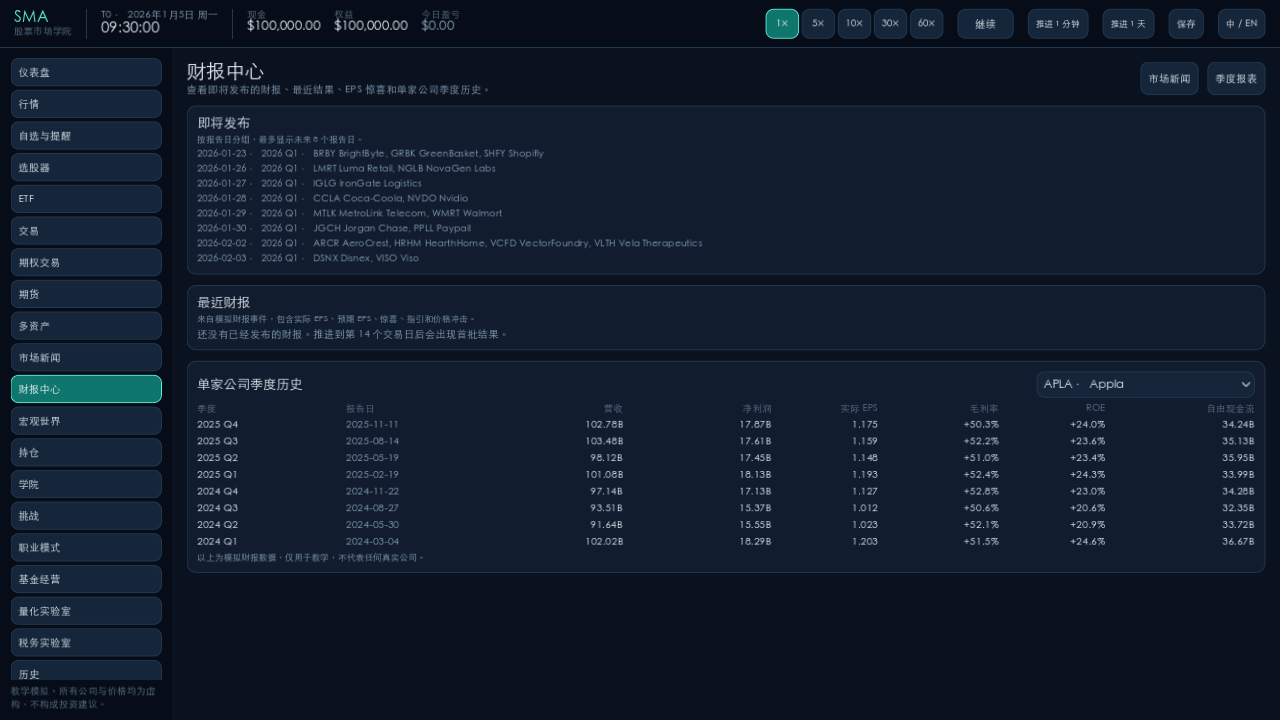 SMA
股票市场学院
T0 · 2026年1月5日 周一
09:30:00
现金
$100,000.00
权益
$100,000.00
今日盈亏
$0.00
1×
5×
10×
30×
60×
继续
推进 1 分钟
推进 1 天
保存
中 / EN
仪表盘
行情
自选与提醒
选股器
ETF
交易
期权交易
期货
多资产
市场新闻
财报中心
宏观世界
持仓
学院
挑战
职业模式
基金经营
量化实验室
税务实验室
历史
教学模拟。所有公司与价格均为虚
构，不构成投资建议。
财报中心
查看即将发布的财报、最近结果、EPS 惊喜和单家公司季度历史。
市场新闻
季度报表
即将发布
按报告日分组，最多显示未来 8 个报告日。
2026-01-23 · 2026 Q1 · BRBY BrightByte, GRBK GreenBasket, SHFY Shopifly
2026-01-26 · 2026 Q1 · LMRT Luma Retail, NGLB NovaGen Labs
2026-01-27 · 2026 Q1 · IGLG IronGate Logistics
2026-01-28 · 2026 Q1 · CCLA Coca-Coola, NVDO Nvidio
2026-01-29 · 2026 Q1 · MTLK MetroLink Telecom, WMRT Walmort
2026-01-30 · 2026 Q1 · JGCH Jorgan Chase, PPLL Paypall
2026-02-02 · 2026 Q1 · ARCR AeroCrest, HRHM HearthHome, VCFD VectorFoundry, VLTH Vela Therapeutics
2026-02-03 · 2026 Q1 · DSNX Disnex, VISO Viso
最近财报
来自模拟财报事件，包含实际 EPS、预期 EPS、惊喜、指引和价格冲击。
还没有已经发布的财报。推进到第 14 个交易日后会出现首批结果。
单家公司季度历史
APLA · Appla
季度 报告日 营收 净利润 实际 EPS 毛利率 ROE 自由现金流
2025 Q4 2025-11-11 102.78B 17.87B 1.175 +50.3% +24.0% 34.24B
2025 Q3 2025-08-14 103.48B 17.61B 1.159 +52.2% +23.6% 35.13B
2025 Q2 2025-05-19 98.12B 17.45B 1.148 +51.0% +23.4% 35.95B
2025 Q1 2025-02-19 101.08B 18.13B 1.193 +52.4% +24.3% 33.99B
2024 Q4 2024-11-22 97.14B 17.13B 1.127 +52.8% +23.0% 34.28B
2024 Q3 2024-08-27 93.51B 15.37B 1.012 +50.6% +20.6% 32.35B
2024 Q2 2024-05-30 91.64B 15.55B 1.023 +52.1% +20.9% 33.72B
2024 Q1 2024-03-04 102.02B 18.29B 1.203 +51.5% +24.6% 36.67B
以上为模拟财报数据，仅用于教学，不代表任何真实公司。